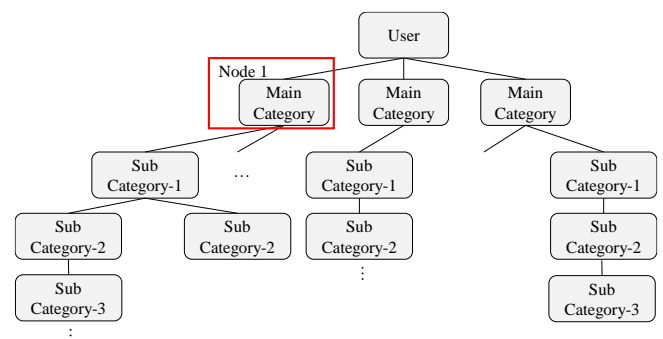 User
Node 1
Main
Category
Main
Category
Main
Category
Sub
Category-1
...
Sub
Category-1
Sub
Category-1
Sub
Category-2
Sub
Category-2
Sub
Category-2
Sub
Category-2
Sub
Category-3
Sub
Category-3